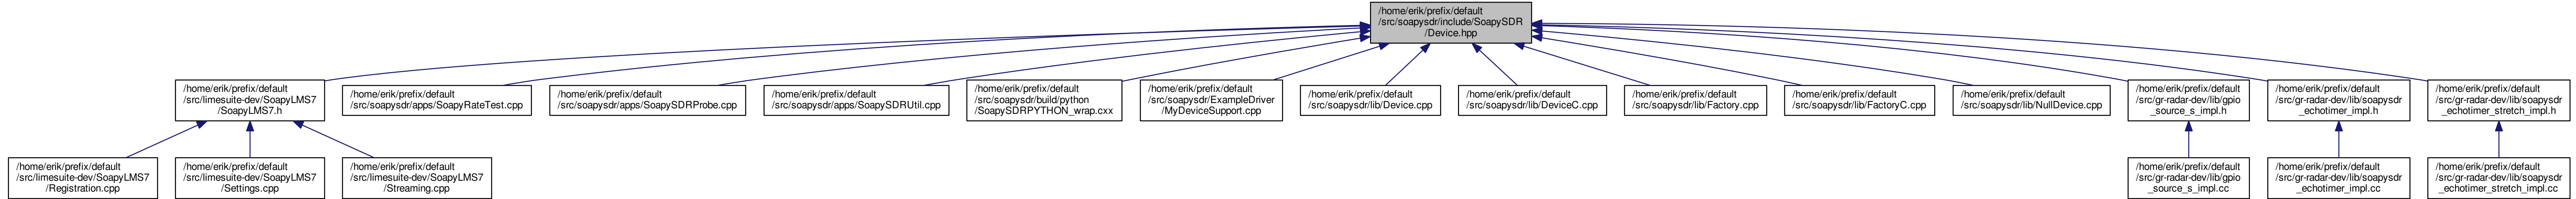 /home/erik/prefix/default
/src/soapysdr/include/SoapySDR
/Device.hpp
/home/erik/prefix/default
/src/limesuite-dev/SoapyLMS7
/SoapyLMS7.h
/home/erik/prefix/default
/src/soapysdr/apps/SoapyRateTest.cpp
/home/erik/prefix/default
/src/soapysdr/apps/SoapySDRProbe.cpp
/home/erik/prefix/default
/src/soapysdr/apps/SoapySDRUtil.cpp
/home/erik/prefix/default
/src/soapysdr/build/python
/SoapySDRPYTHON_wrap.cxx
/home/erik/prefix/default
/src/soapysdr/ExampleDriver
/MyDeviceSupport.cpp
/home/erik/prefix/default
/src/soapysdr/lib/Device.cpp
/home/erik/prefix/default
/src/soapysdr/lib/DeviceC.cpp
/home/erik/prefix/default
/src/soapysdr/lib/Factory.cpp
/home/erik/prefix/default
/src/soapysdr/lib/FactoryC.cpp
/home/erik/prefix/default
/src/soapysdr/lib/NullDevice.cpp
/home/erik/prefix/default
/src/gr-radar-dev/lib/gpio
_source_s_impl.h
/home/erik/prefix/default
/src/gr-radar-dev/lib/soapysdr
_echotimer_impl.h
/home/erik/prefix/default
/src/gr-radar-dev/lib/soapysdr
_echotimer_stretch_impl.h
/home/erik/prefix/default
/src/limesuite-dev/SoapyLMS7
/Registration.cpp
/home/erik/prefix/default
/src/limesuite-dev/SoapyLMS7
/Settings.cpp
/home/erik/prefix/default
/src/limesuite-dev/SoapyLMS7
/Streaming.cpp
/home/erik/prefix/default
/src/gr-radar-dev/lib/gpio
_source_s_impl.cc
/home/erik/prefix/default
/src/gr-radar-dev/lib/soapysdr
_echotimer_impl.cc
/home/erik/prefix/default
/src/gr-radar-dev/lib/soapysdr
_echotimer_stretch_impl.cc